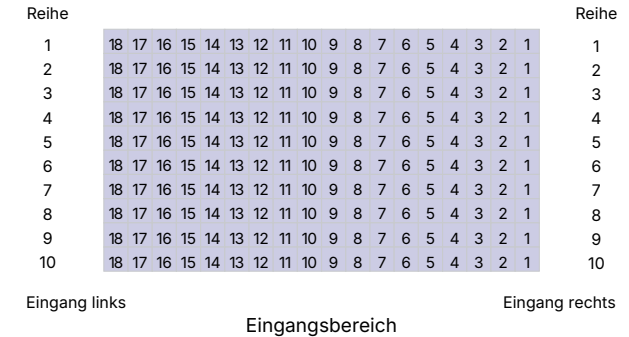 Reihe Reihe
1 18 17 16 15 14 13 12 11 10 9 8 7 6 5 4 3 2 1 1
2 18 17 16 15 14 13 12 11 10 9 8 7 6 5 4 3 2 1 2
3 18 17 16 15 14 13 12 11 10 9 8 7 6 5 4 3 2 1 3
4 18 17 16 15 14 13 12 11 10 9 8 7 6 5 4 3 2 1 4
5 18 17 16 15 14 13 12 11 10 9 8 7 6 5 4 3 2 1 5
6 18 17 16 15 14 13 12 11 10 9 8 7 6 5 4 3 2 1 6
7 18 17 16 15 14 13 12 11 10 9 8 7 6 5 4 3 2 1 7
8 18 17 16 15 14 13 12 11 10 9 8 7 6 5 4 3 2 1 8
9 18 17 16 15 14 13 12 11 10 9 8 7 6 5 4 3 2 1 9
10 18 17 16 15 14 13 12 11 10 9 8 7 6 5 4 3 2 1 10
Eingang links Eingang rechts
Eingangsbereich